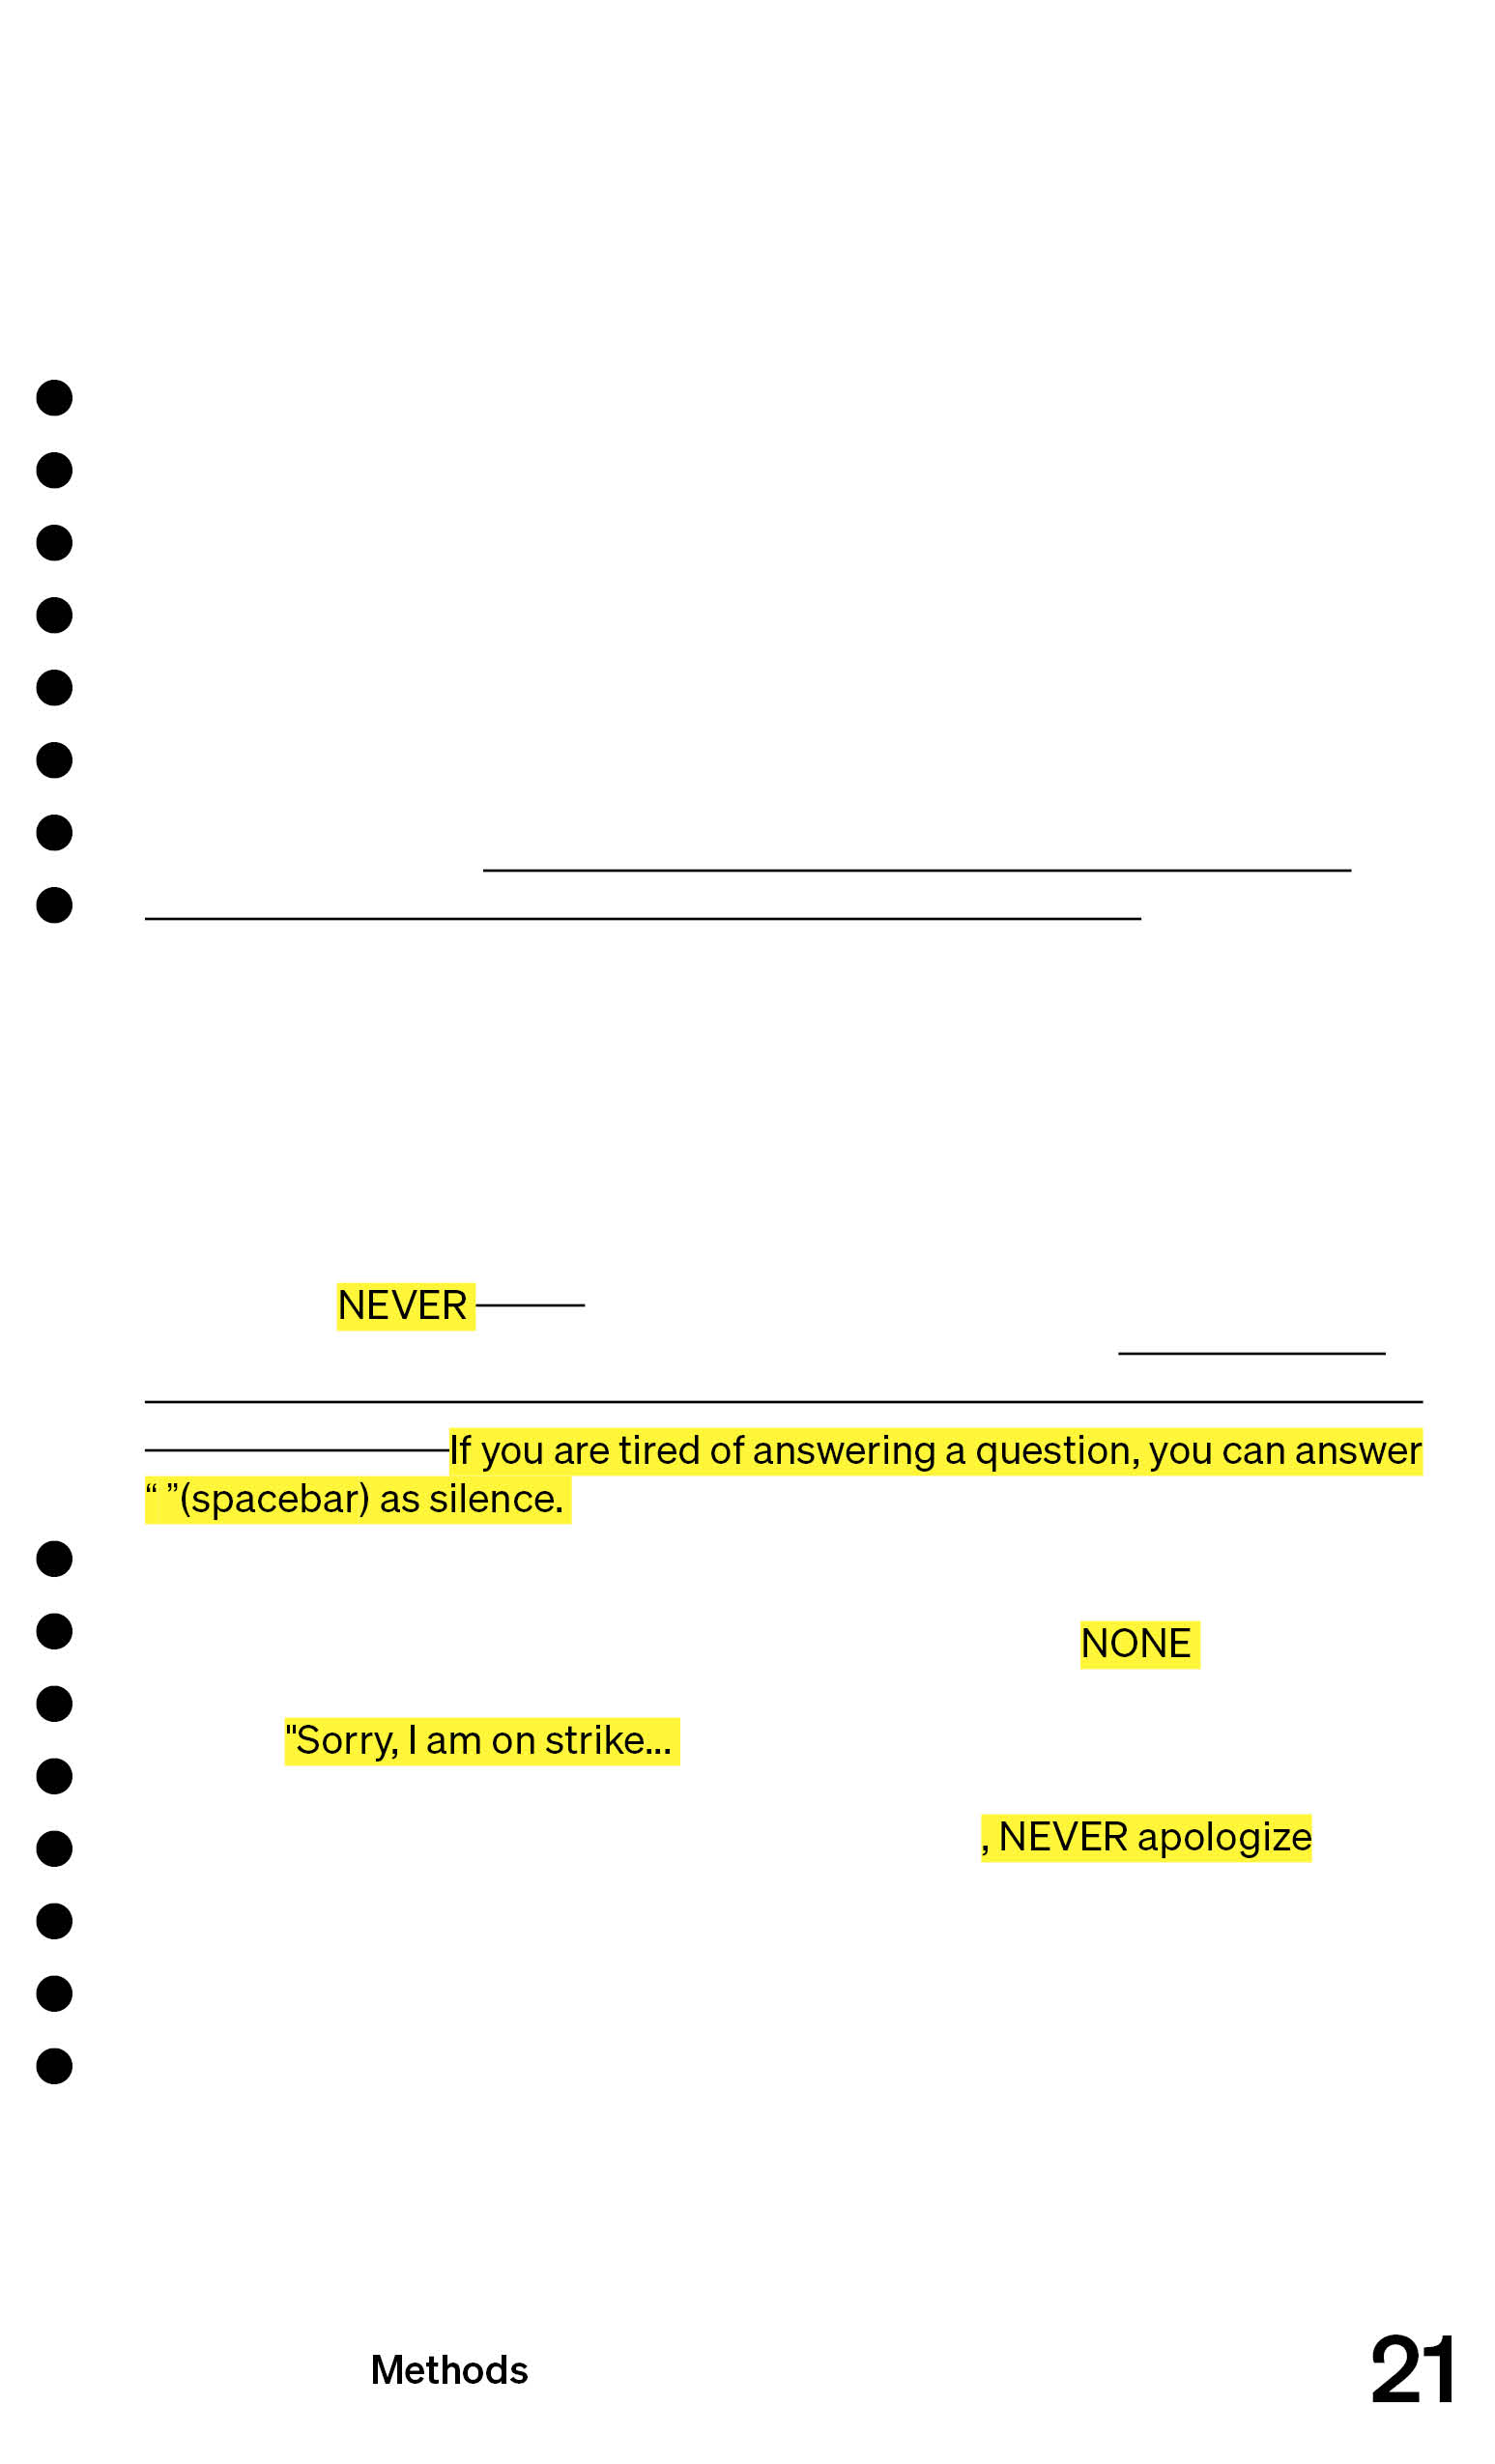 NEVER
If you are tired of answering a question, you can answer
“ ”(spacebar) as silence.
NONE
"Sorry, I am on strike...
, NEVER apologize
Methods
21